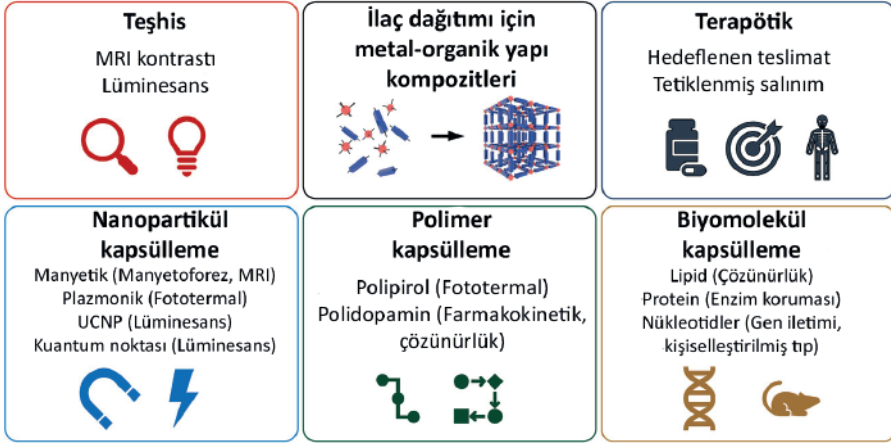 Teşhis
MRI kontrastı
Lüminesans
İlaç dağıtımı için
metal-organik yapı
kompozitleri
Terapötik
Hedeflenen teslimat
Tetiklenmiş salınım
Nanopartikül
kapsülleme
Manyetik (Manyetoforez, MRI)
Plazmonik (Fototermal)
UCNP (Lüminesans)
Kuantum noktası (Lüminesans)
Polimer
kapsülleme
Polipirol (Fototermal)
Polidopamin (Farmakokinetik,
çözünürlük)
Biyomolekül
kapsülleme
Lipid (Çözünürlük)
Protein (Enzim koruması)
Nükleotidler (Gen iletimi,
kişiselleştirilmiş tıp)